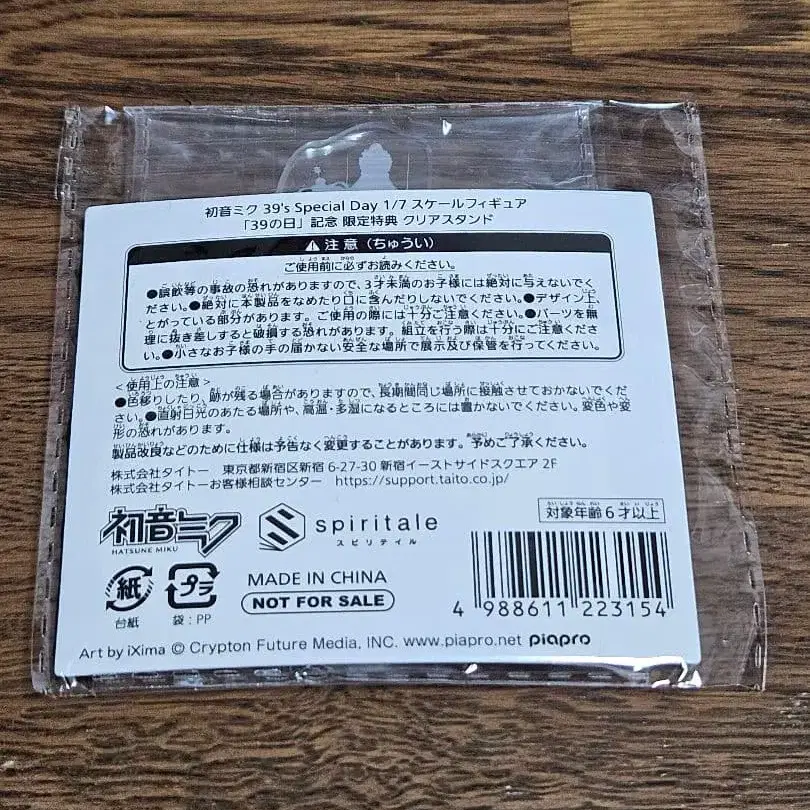 初音ミク 39's Special Day 1/7 スケールフィギュア
「39の日」記念 限定特典 クリアスタンド
注意(ちゅうい)
ご使用前に必ずお読みください。
●誤飲等の事故の恐れがありますので、3才未満のお子様には絶対に与えないでく
ださい。●絶対に本製品をなめたり口に含んだりしないでください。●デザイン上、
とがっている部分があります。ご使用の際には十分ご注意ください。●パーツを無
理に抜き差しすると破損する恐れがあります。組立を行う際は十分にご注意くださ
い。●小さなお子様の手の届かない安全な場所で展示及び保管を行ってください。
<使用上の注意>
●色移りしたり、跡が残る場合がありますので、長期間同じ場所に接触させておかないでくだ
さい。●直射日光のあたる場所や、高温・多湿になるところには置かないでください。変色や変
形の恐れがあります。
製品改良などのために仕様は予告なく変更することがあります。予めご了承ください。
株式会社タイトー 東京都新宿区新宿 6-27-30 新宿イーストサイドスクエア 2F
株式会社タイトーお客様相談センター https://support.taito.co.jp/
初音ミク
HATSUNE MIKU
spiritale
スピリテイル
対象年齢6才以上
紙
台紙
プラ
袋:PP
MADE IN CHINA
NOT FOR SALE
4 988611 223154
Art by iXima © Crypton Future Media, INC. www.piapro.net piapro